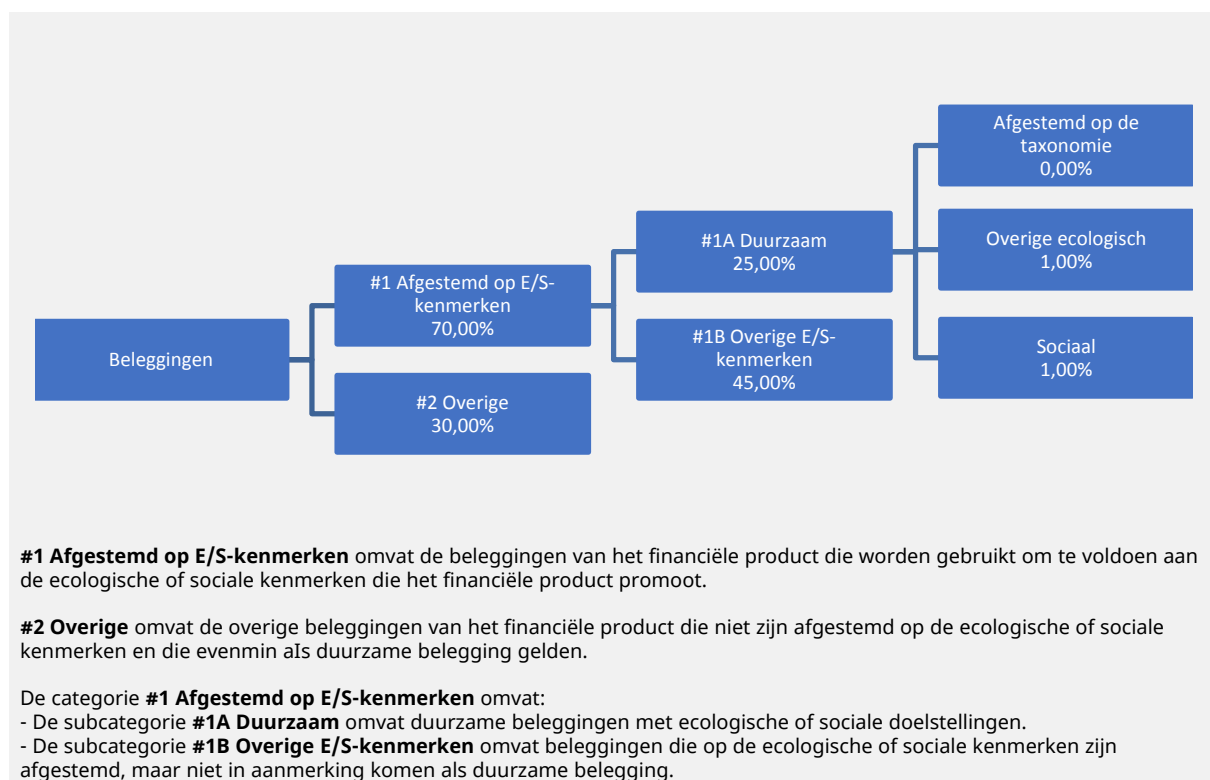 Afgestemd op de
taxonomie
0,00%
#1A Duurzaam
25,00%
Overige ecologisch
1,00%
#1 Afgestemd op E/S-
kenmerken
70,00%
#1B Overige E/S-
kenmerken
45,00%
Sociaal
1,00%
Beleggingen
#2 Overige
30,00%
#1 Afgestemd op E/S-kenmerken omvat de beleggingen van het financiële product die worden gebruikt om te voldoen aan
de ecologische of sociale kenmerken die het financiële product promoot.
#2 Overige omvat de overige beleggingen van het financiële product die niet zijn afgestemd op de ecologische of sociale
kenmerken en die evenmin aIs duurzame belegging gelden.
De categorie #1 Afgestemd op E/S-kenmerken omvat:
- De subcategorie #1A Duurzaam omvat duurzame beleggingen met ecologische of sociale doelstellingen.
- De subcategorie #1B Overige E/S-kenmerken omvat beleggingen die op de ecologische of sociale kenmerken zijn
afgestemd, maar niet in aanmerking komen als duurzame belegging.